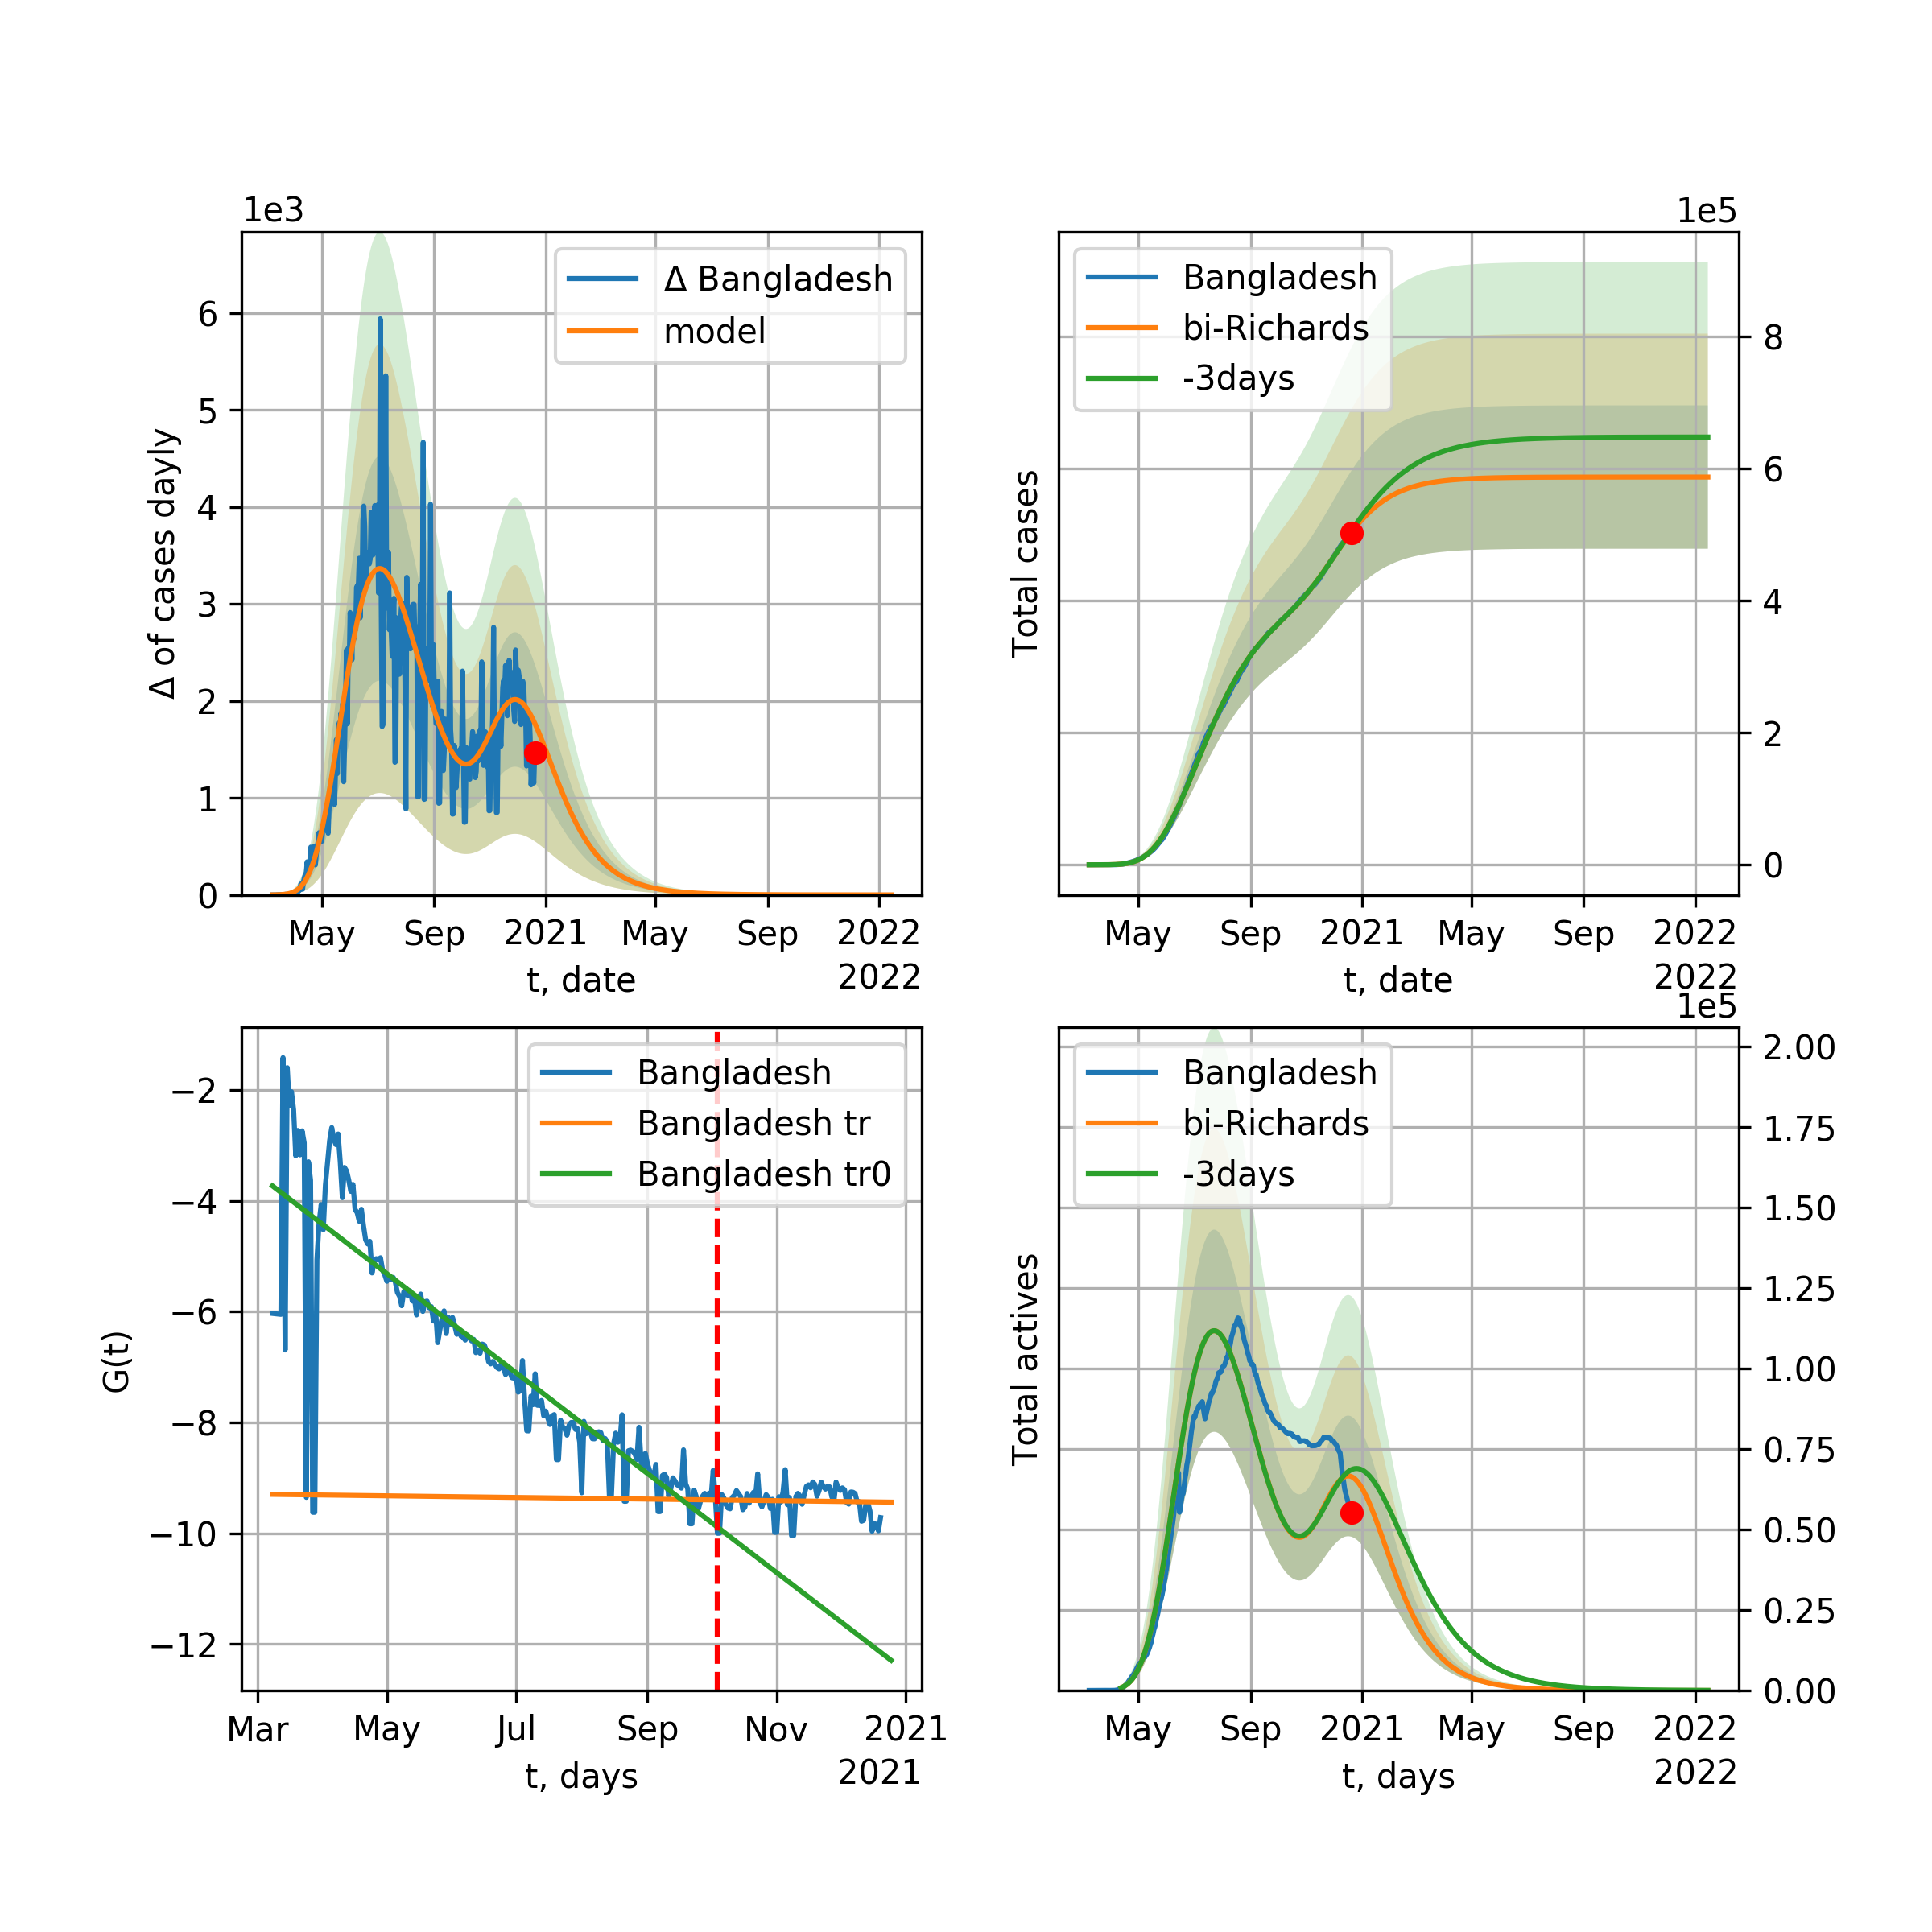 1e3
Δ of cases dayly
6
5
4
3
2
1
0
Δ Bangladesh
model
May Sep 2021 May Sep 2022
t, date 2022
1e5
Total cases
Bangladesh
bi-Richards
-3days
8
6
4
2
0
May Sep 2021 May Sep 2022
t, date 2022
G(t)
−2
−4
−6
−8
−10
−12
Bangladesh
Bangladesh tr
Bangladesh tr0
Mar May Jul Sep Nov 2021
t, days 2021
1e5
Total actives
Bangladesh
bi-Richards
-3days
2.00
1.75
1.50
1.25
1.00
0.75
0.50
0.25
0.00
May Sep 2021 May Sep 2022
t, days 2022